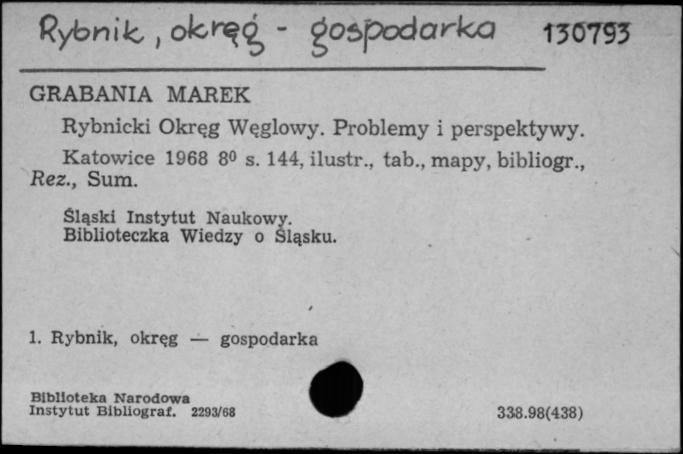 Rybnik, okręg - gospodarka 130793
GRABANIA MAREK
Rybnicki Okręg Węglowy. Problemy i perspektywy.
Katowice 1968 8⁰ s. 144, ilustr., tab., mapy, bibliogr.,
Rez., Sum.
Śląski Instytut Naukowy.
Biblioteczka Wiedzy o Śląsku.
1. Rybnik, okręg — gospodarka
Biblioteka Narodowa
Instytut Bibliograf. 2293/68
338.98(438)